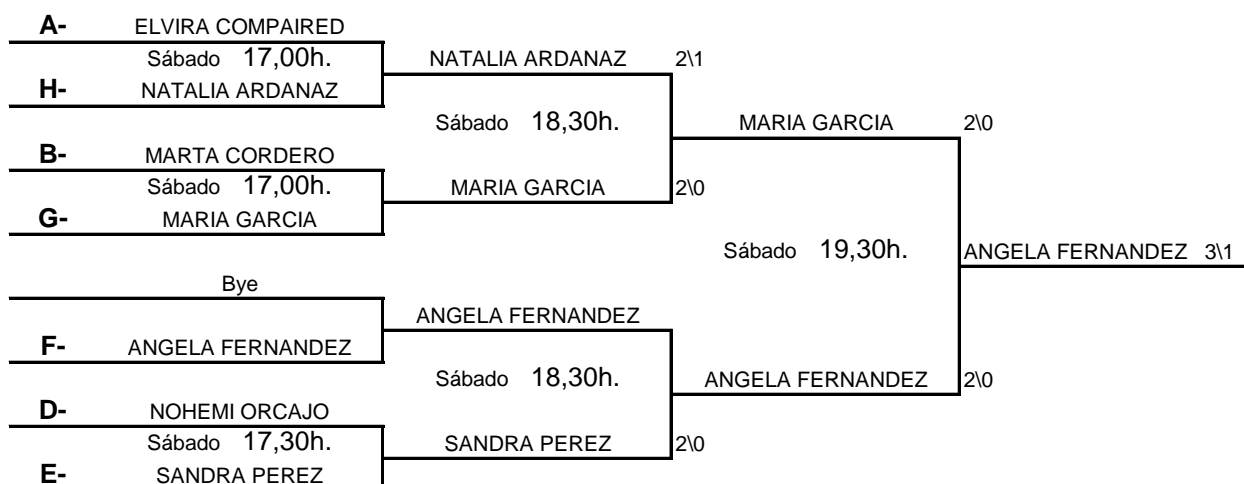 A- ELVIRA COMPAIRED
Sábado 17,00h. NATALIA ARDANAZ 2\1
H- NATALIA ARDANAZ
Sábado 18,30h. MARIA GARCIA 2\0
B- MARTA CORDERO
Sábado 17,00h. MARIA GARCIA 2\0
G- MARIA GARCIA
Sábado 19,30h. ANGELA FERNANDEZ 3\1
Bye
ANGELA FERNANDEZ
F- ANGELA FERNANDEZ
Sábado 18,30h. ANGELA FERNANDEZ 2\0
D- NOHEMI ORCAJO
Sábado 17,30h. SANDRA PEREZ 2\0
E- SANDRA PEREZ